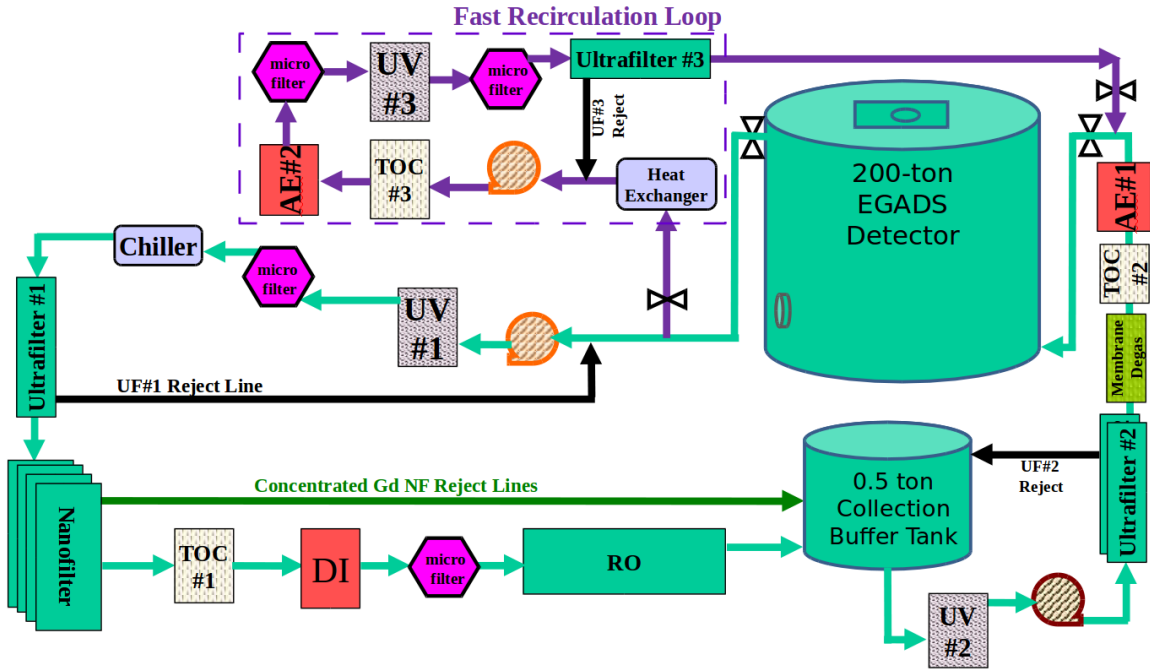 Fast Recirculation Loop
micro
filter
UV
#3
micro
filter
Ultrafilter #3
UF#3
Reject
AE#2
TOC
#3
Heat
Exchanger
200-ton
EGADS
Detector
AE#1
TOC
#2
Membrane
Degas
Chiller
micro
filter
UV
#1
Ultrafilter #1
UF#1 Reject Line
Concentrated Gd NF Reject Lines
Nanofilter
TOC
#1
DI
micro
filter
RO
0.5 ton
Collection
Buffer Tank
UF#2
Reject
Ultrafilter #2
UV
#2